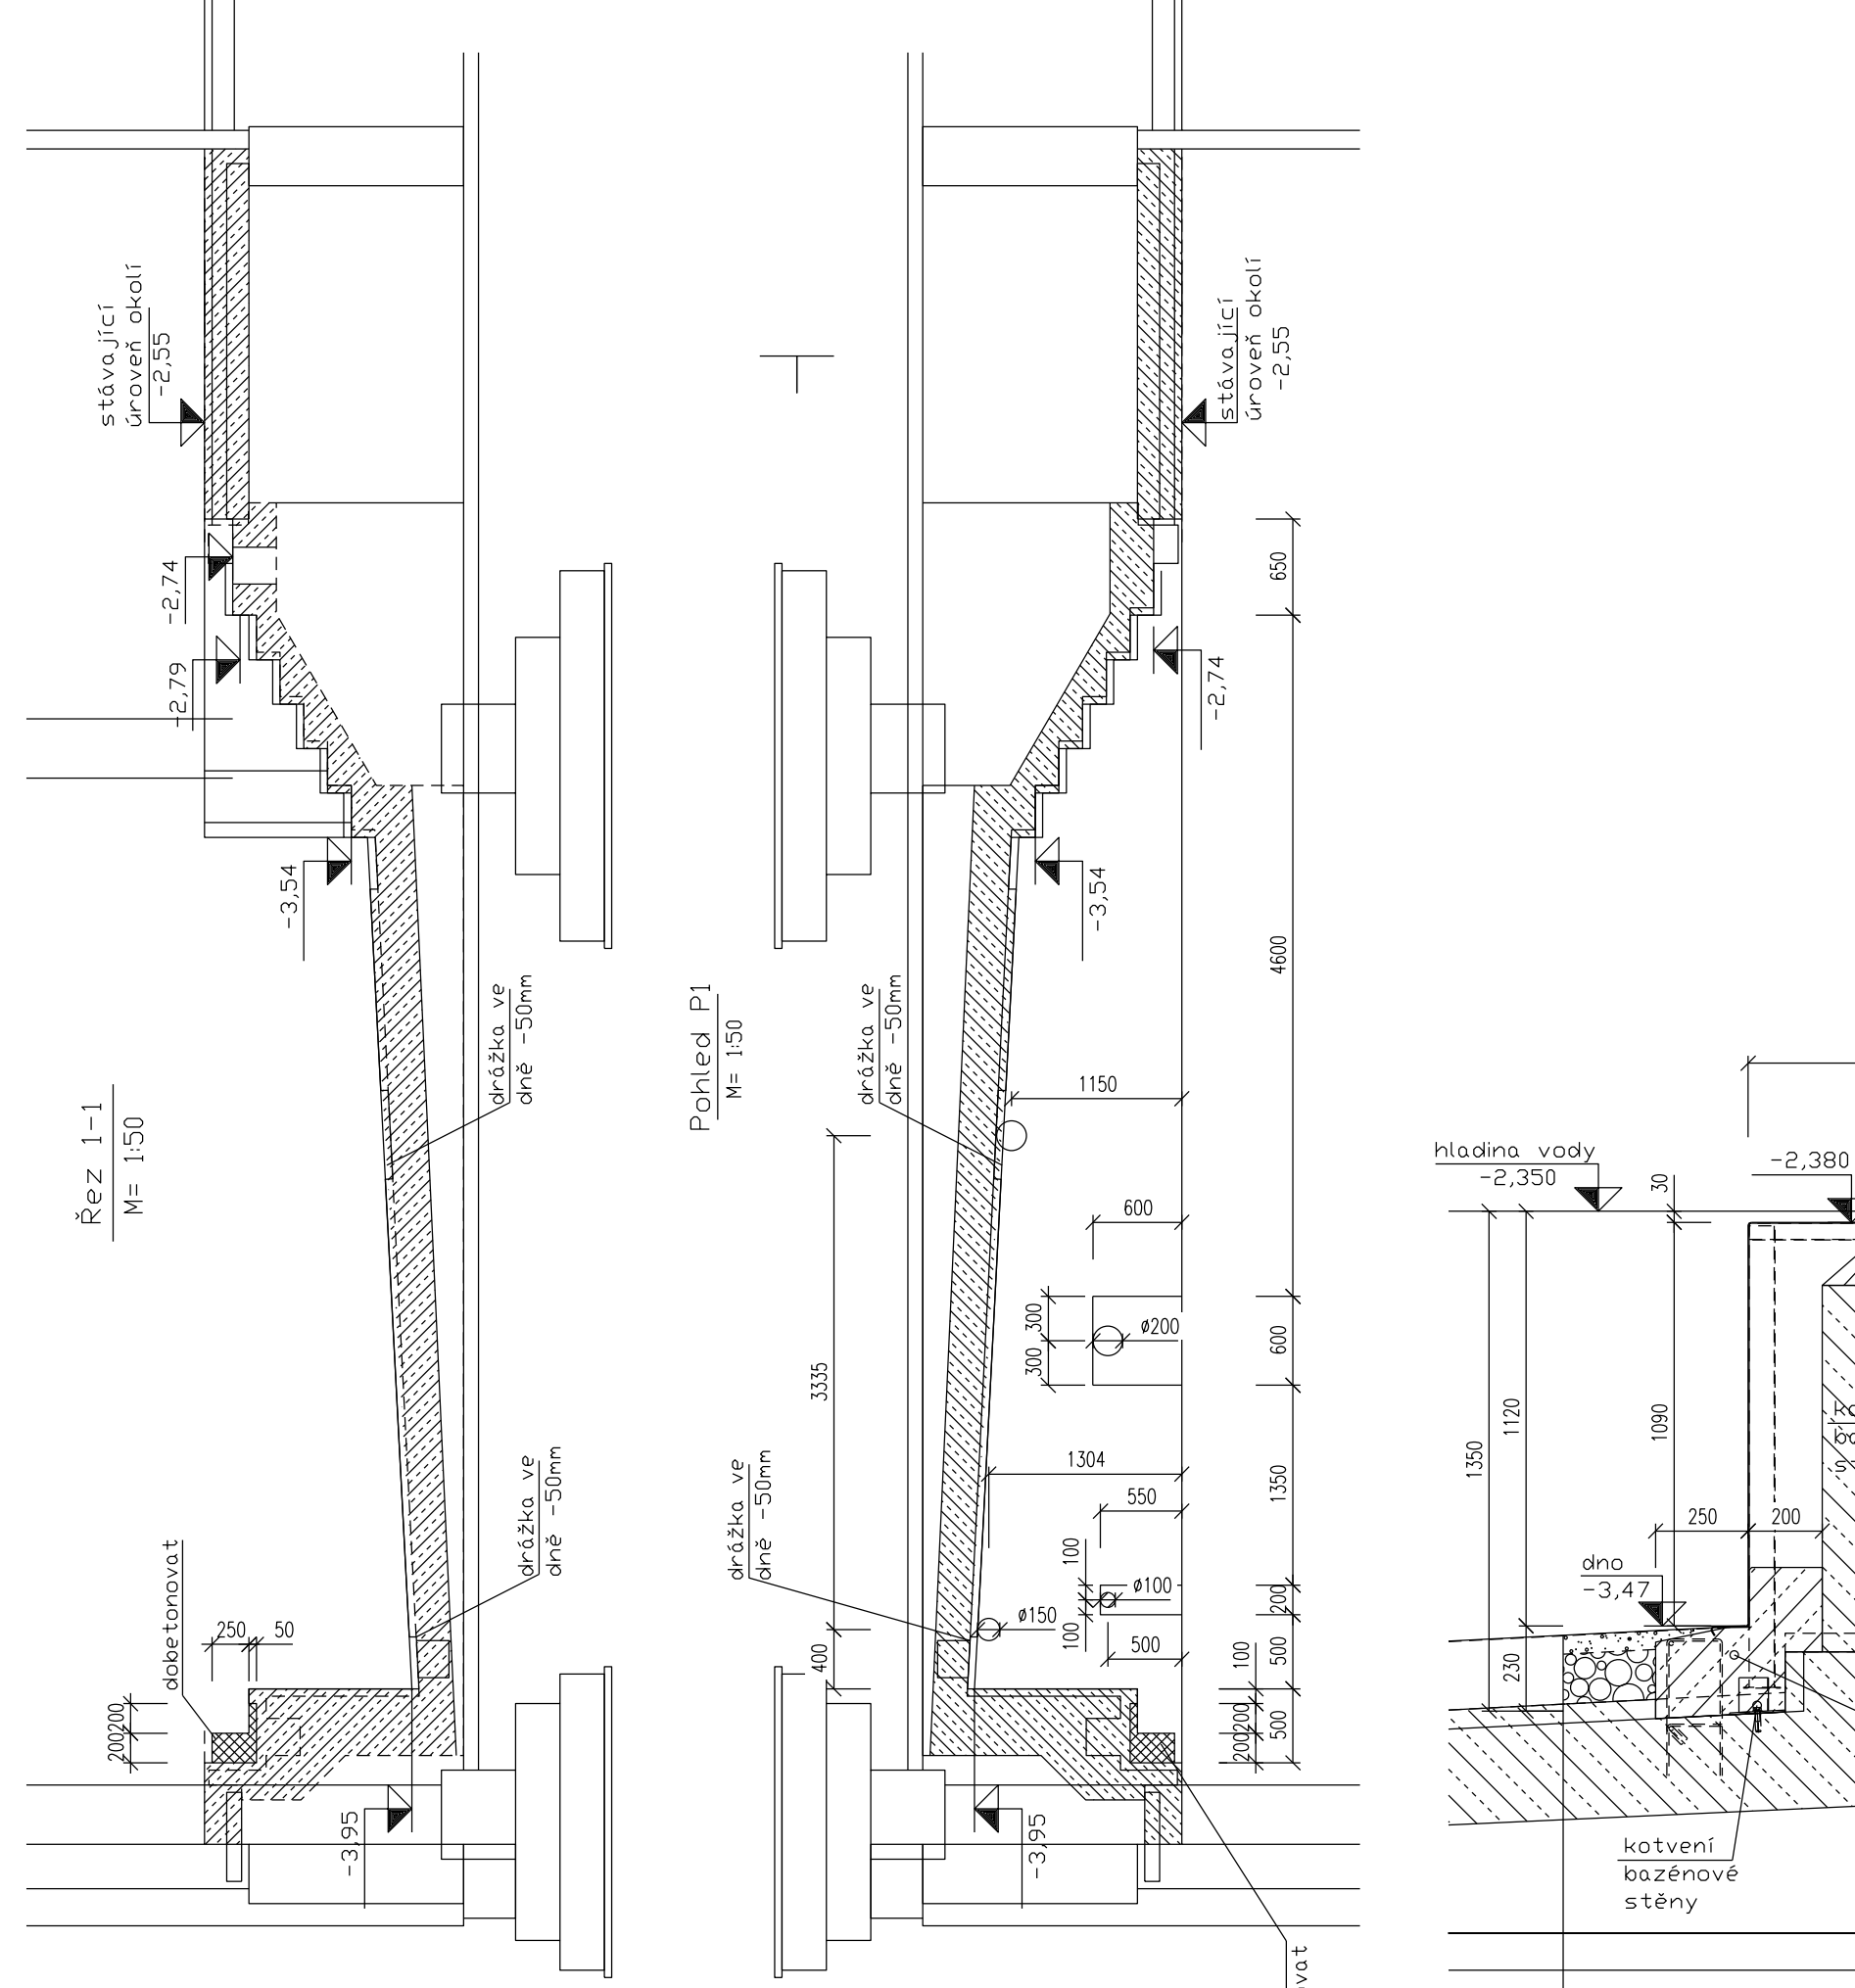 Řez 1-1
M= 1:50
stávající
úroveň okolí
-2,55
-2,74
-2,79
-3,54
drážka ve
dně -50mm
drážka ve
dně -50mm
dobetonovat
250
50
200
200
-3,95
Pohled P1
M= 1:50
stávající
úroveň okolí
-2,55
-2,74
-3,54
drážka ve
dně -50mm
drážka ve
dně -50mm
3335
400
1150
600
300
300
ø200
1304
550
100
100
ø100
ø150
500
650
4600
600
1350
200
500
500
100
200
200
-3,95
hladina vody
-2,350
-2,380
30
1350
1120
1090
230
250
200
dno
-3,47
kotvení
bazénové
stěny